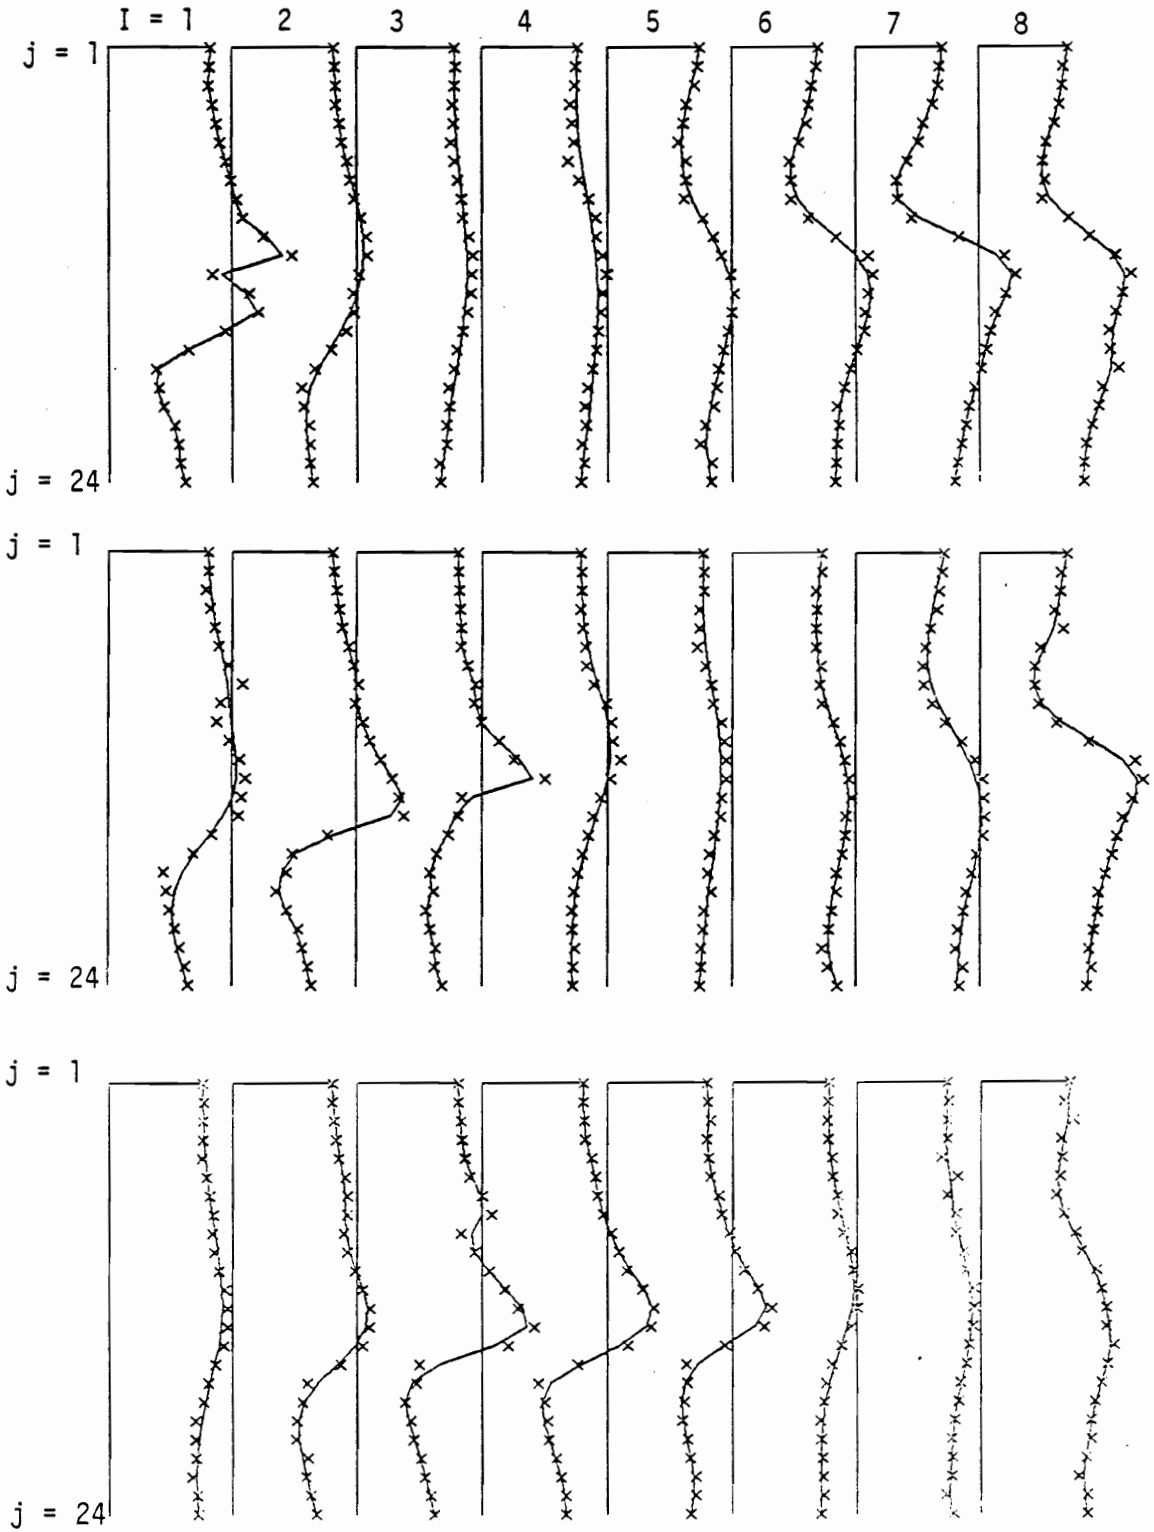 I = 1 2 3 4 5 6 7 8
j = 1
j = 24
j = 1
j = 24
j = 1
j = 24